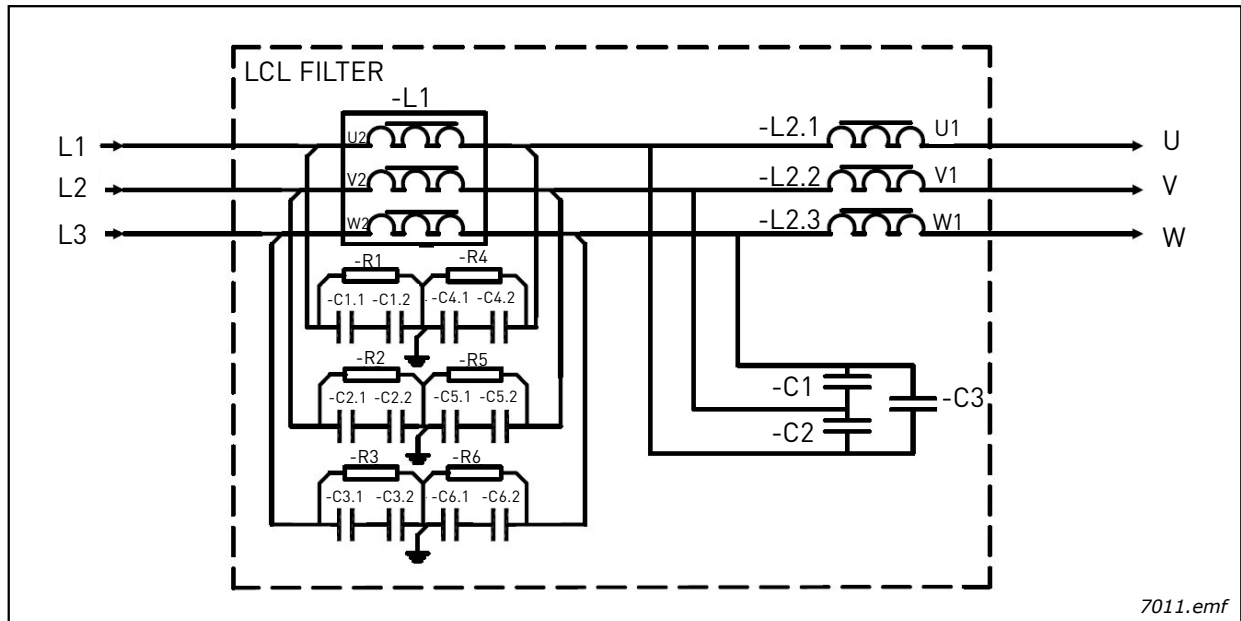 LCL FILTER
-L1
L1
U2
-L2.1
U1
U
L2
V2
-L2.2
V1
V
L3
W2
-L2.3
W1
W
-R1
-R4
-C1.1 -C1.2 -C4.1 -C4.2
-R2
-R5
-C2.1 -C2.2 -C5.1 -C5.2
-C1
-C3
-C2
-R3
-R6
-C3.1 -C3.2 -C6.1 -C6.2
7011.emf